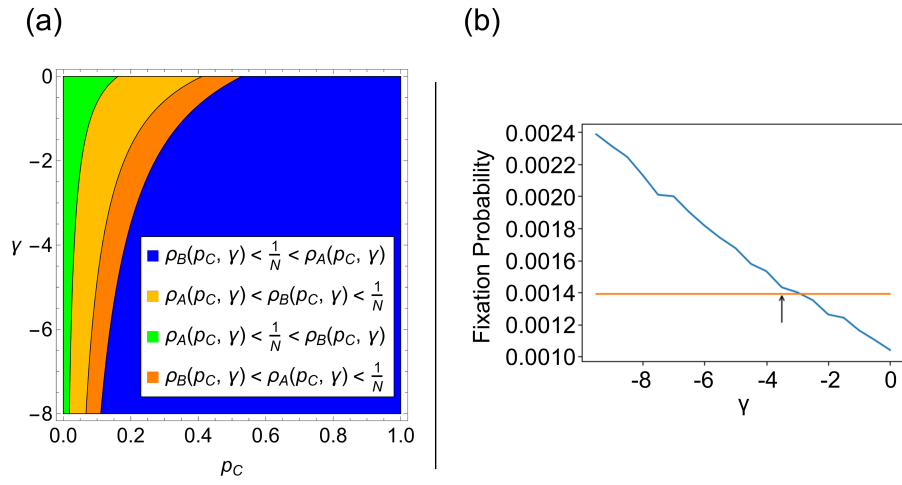 (a)
(b)
0
−2
−4
−6
−8
γ
0.0 0.2 0.4 0.6 0.8 1.0
p_C
ρ_B(p_C, γ) < 1/N < ρ_A(p_C, γ)
ρ_A(p_C, γ) < ρ_B(p_C, γ) < 1/N
ρ_A(p_C, γ) < 1/N < ρ_B(p_C, γ)
ρ_B(p_C, γ) < ρ_A(p_C, γ) < 1/N
Fixation Probability
0.0024
0.0022
0.0020
0.0018
0.0016
0.0014
0.0012
0.0010
-8 -6 -4 -2 0
γ